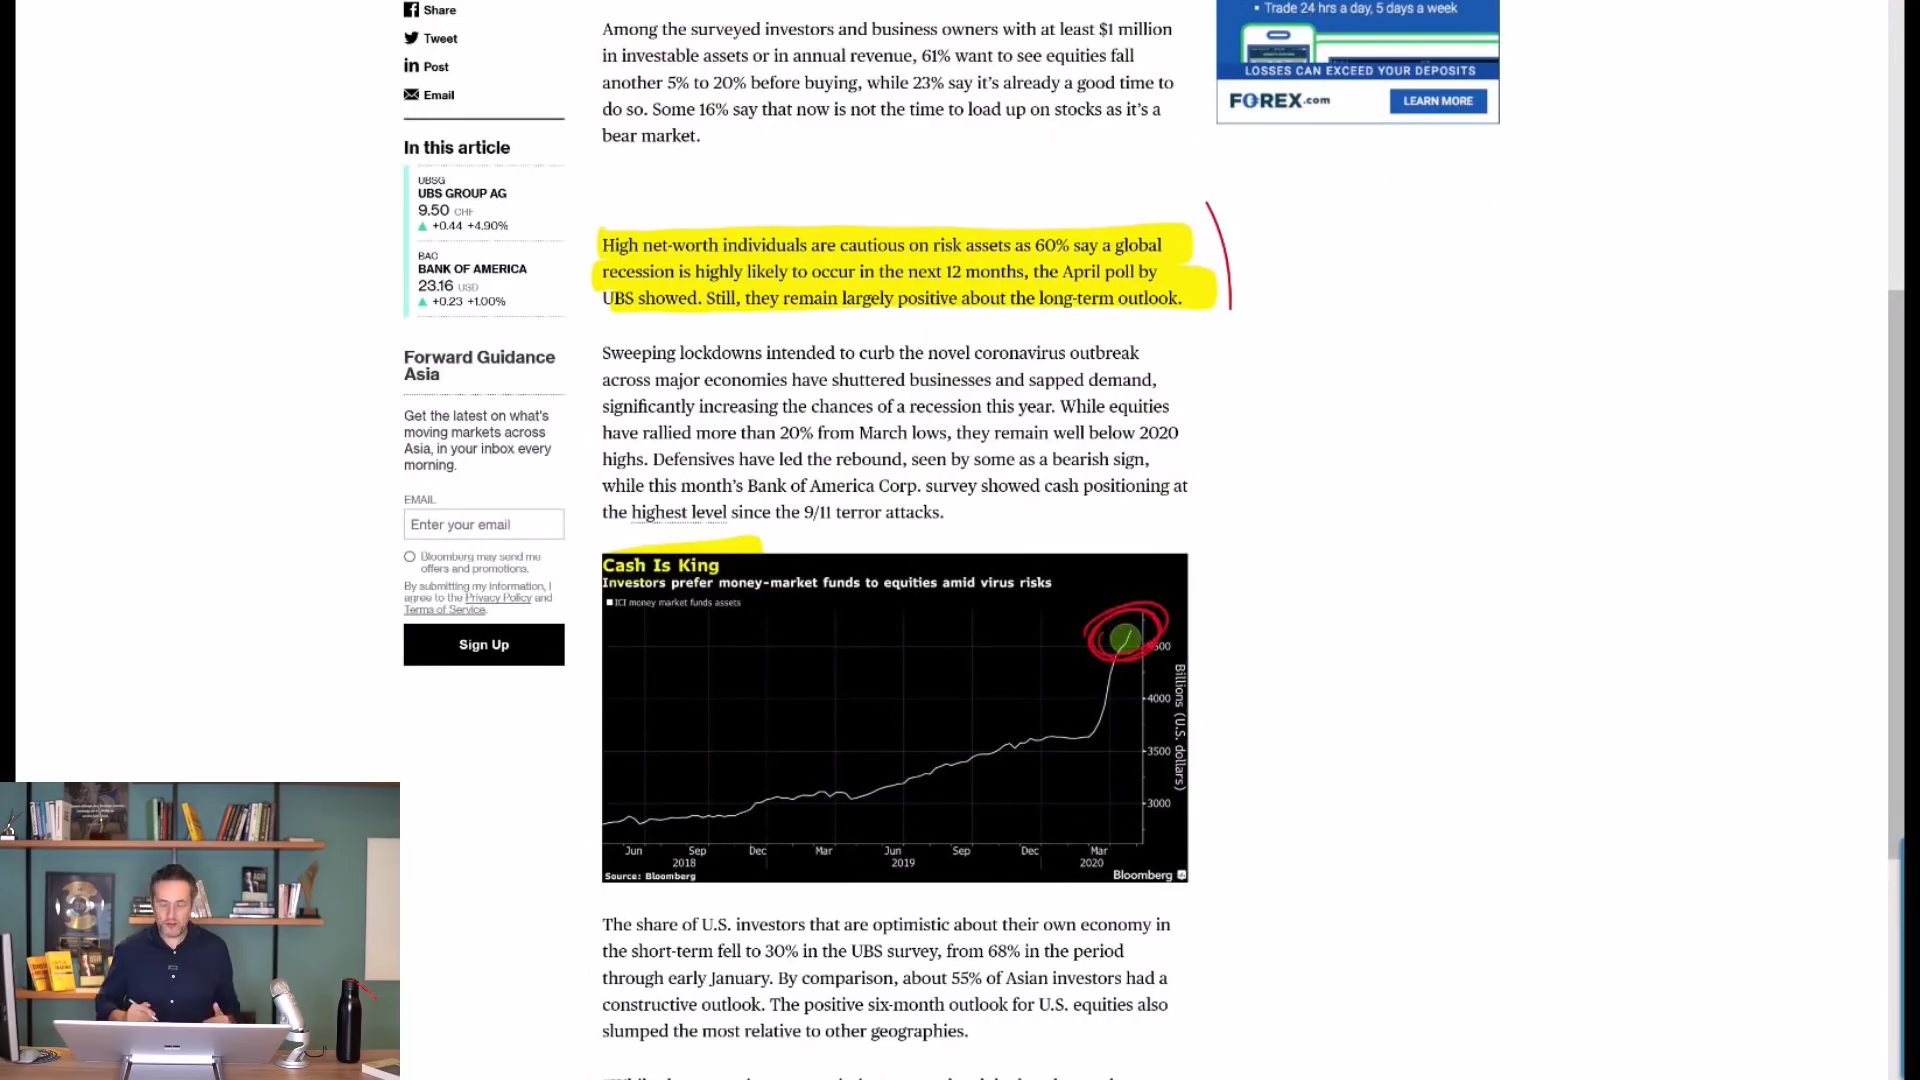 Share
Tweet
Post
Email
In this article
UBSG
UBS GROUP AG
9.50 CHF
+0.44 +4.90%
BAC
BANK OF AMERICA
23.16 USD
+0.23 +1.00%
Forward Guidance
Asia
Get the latest on what's
moving markets across
Asia, in your inbox every
morning.
EMAIL
Enter your email
Bloomberg may send me
offers and promotions.
By submitting my information, I
agree to the Privacy Policy and
Terms of Service.
Sign Up
Among the surveyed investors and business owners with at least $1 million
in investable assets or in annual revenue, 61% want to see equities fall
another 5% to 20% before buying, while 23% say it's already a good time to
do so. Some 16% say that now is not the time to load up on stocks as it's a
bear market.
High net-worth individuals are cautious on risk assets as 60% say a global
recession is highly likely to occur in the next 12 months, the April poll by
UBS showed. Still, they remain largely positive about the long-term outlook.
Sweeping lockdowns intended to curb the novel coronavirus outbreak
across major economies have shuttered businesses and sapped demand,
significantly increasing the chances of a recession this year. While equities
have rallied more than 20% from March lows, they remain well below 2020
highs. Defensives have led the rebound, seen by some as a bearish sign,
while this month's Bank of America Corp. survey showed cash positioning at
the highest level since the 9/11 terror attacks.
Cash Is King
Investors prefer money-market funds to equities amid virus risks
ICI money market funds assets
4000
3500
3000
Billions (U.S. dollars)
Jun Sep Dec Mar Jun Sep Dec Mar
2018 2019 2020
Source: Bloomberg
Bloomberg
The share of U.S. investors that are optimistic about their own economy in
the short-term fell to 30% in the UBS survey, from 68% in the period
through early January. By comparison, about 55% of Asian investors had a
constructive outlook. The positive six-month outlook for U.S. equities also
slumped the most relative to other geographies.
• Trade 24 hrs a day, 5 days a week
LOSSES CAN EXCEED YOUR DEPOSITS
FOREX.com
LEARN MORE